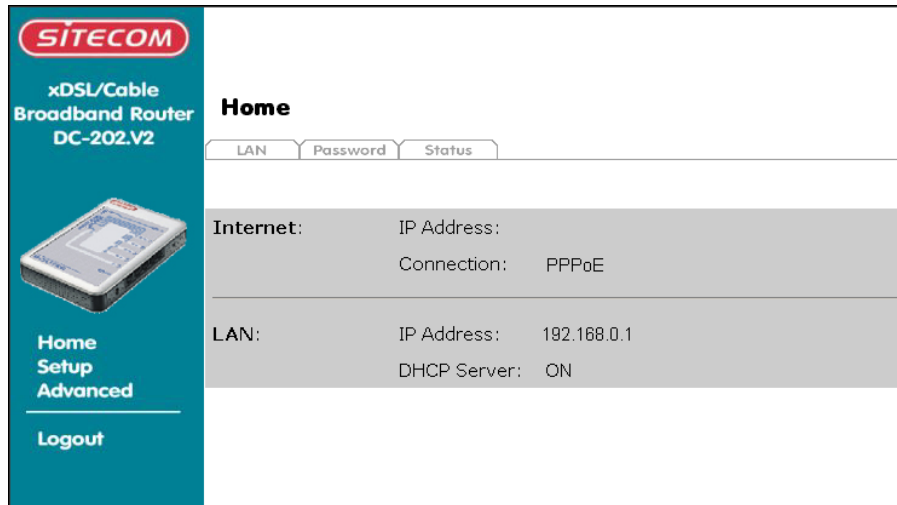 SITECOM
xDSL/Cable
Broadband Router
DC-202.V2
Home
Setup
Advanced
Logout
Home
LAN
Password
Status
Internet:
IP Address:
Connection: PPPoE
LAN:
IP Address: 192.168.0.1
DHCP Server: ON